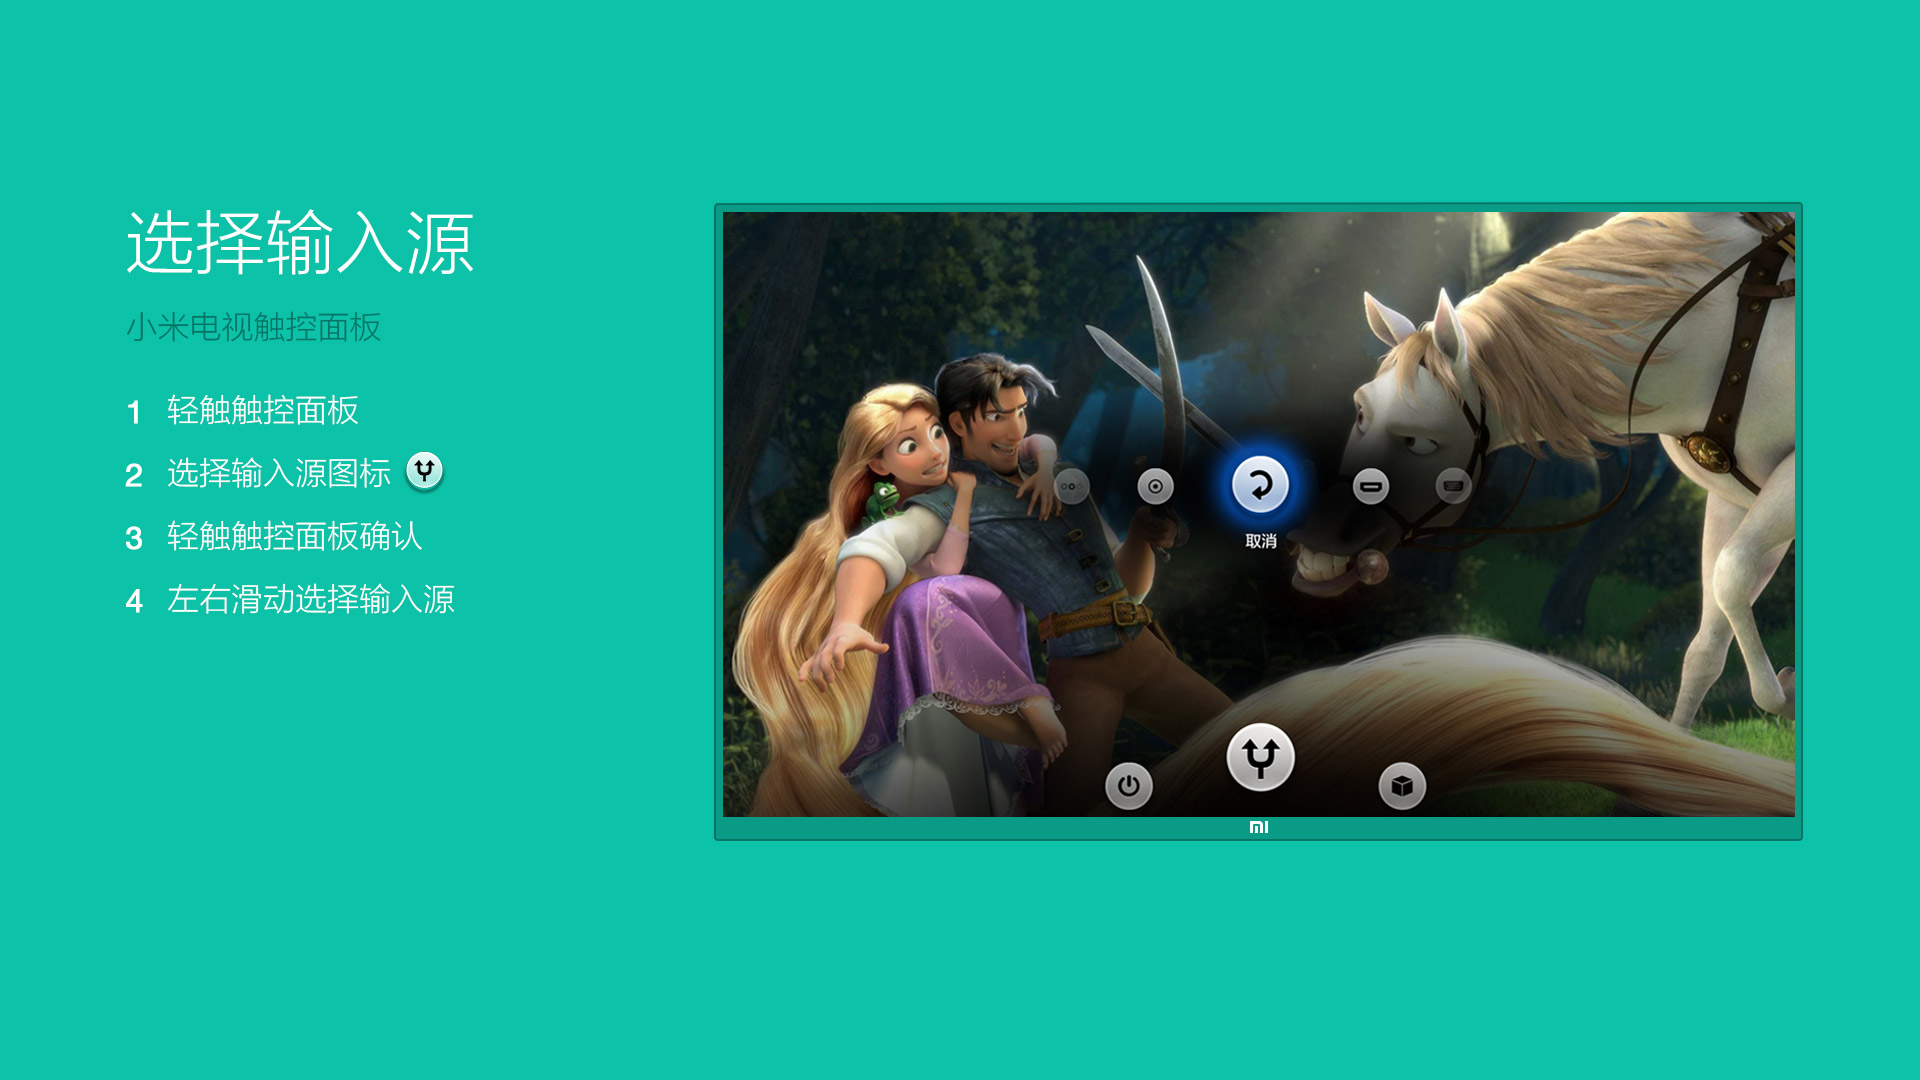 选择输入源
小米电视触控面板
1 轻触触控面板
2 选择输入源图标
3 轻触触控面板确认
4 左右滑动选择输入源
取消
mi